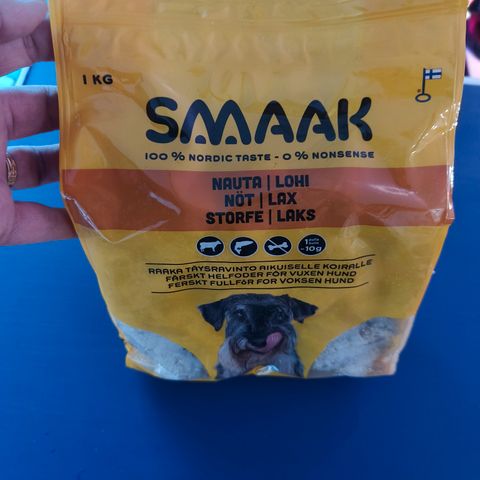 1 KG
SMAAK
100 % NORDIC TASTE - 0 % NONSENSE
NAUTA | LOHI
NÖT | LAX
STORFE | LAKS
~10g
RAAKA TÄYSRAVINTO AIKUISELLE KOIRALLE
FÄRSKT HELFODER FÖR VUXEN HUND
FERSKT FULLFÔR FOR VOKSEN HUND